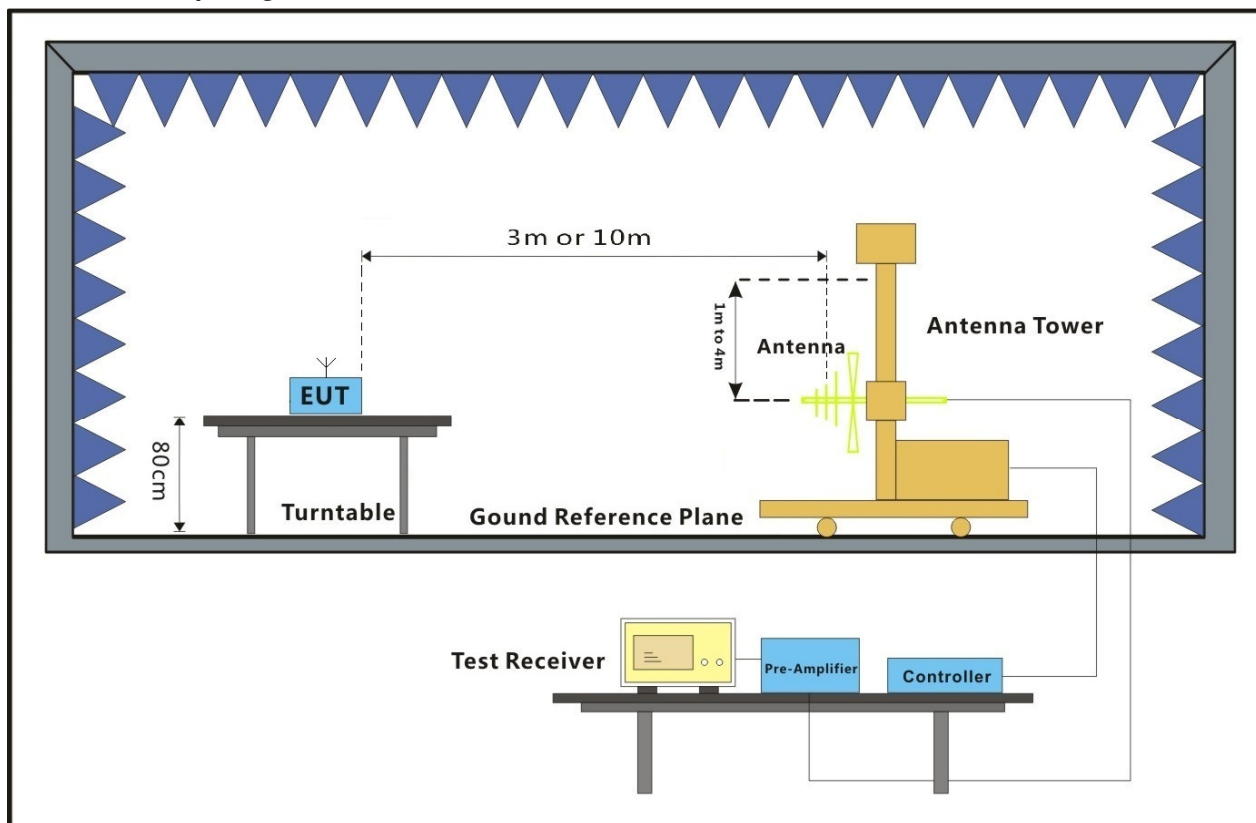 3m or 10m
1m to 4m
Antenna Tower
Antenna
EUT
80cm
Turntable
Gound Reference Plane
Test Receiver
Pre-Amplifier
Controller